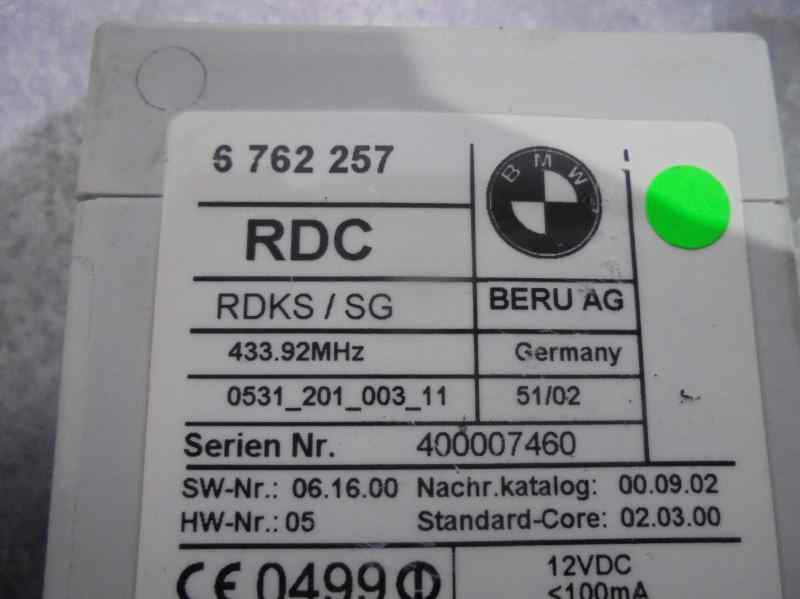 6 762 257
BMW
RDC
RDKS / SG
BERU AG
433.92MHz
Germany
0531_201_003_11
51/02
Serien Nr. 400007460
SW-Nr.: 06.16.00 Nachr.katalog: 00.09.02
HW-Nr.: 05 Standard-Core: 02.03.00
CE 0499
12VDC
≤100mA